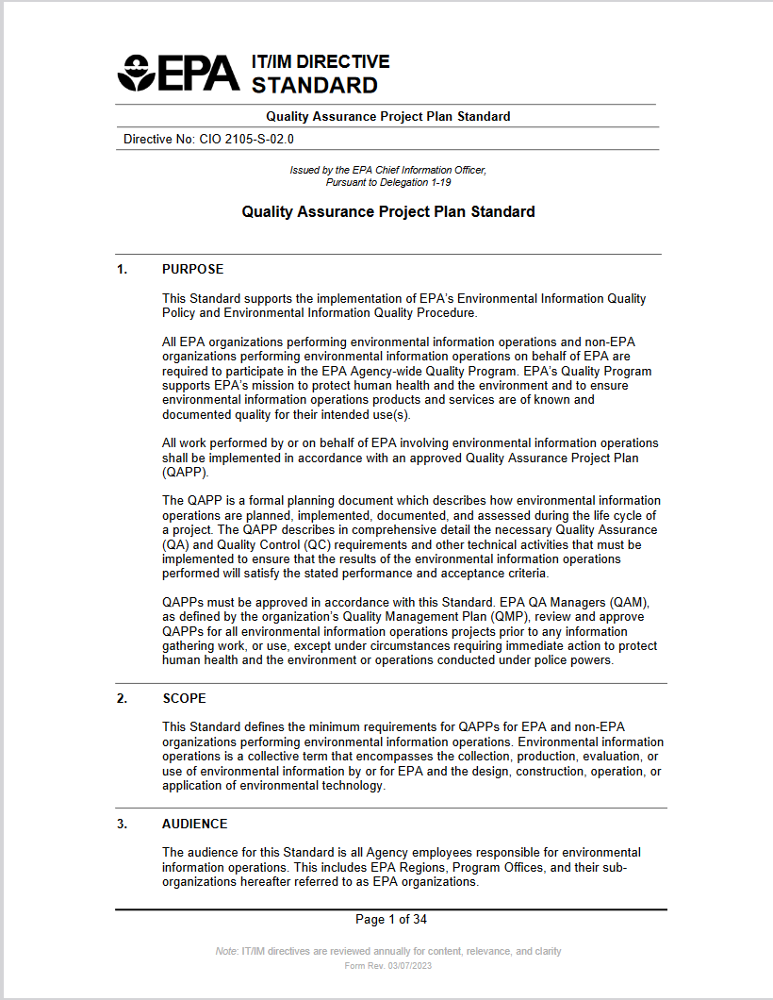 EPA IT/IM DIRECTIVE
STANDARD
Quality Assurance Project Plan Standard
Directive No: CIO 2105-S-02.0
Issued by the EPA Chief Information Officer,
Pursuant to Delegation 1-19
Quality Assurance Project Plan Standard
1. PURPOSE
This Standard supports the implementation of EPA's Environmental Information Quality
Policy and Environmental Information Quality Procedure.
All EPA organizations performing environmental information operations and non-EPA
organizations performing environmental information operations on behalf of EPA are
required to participate in the EPA Agency-wide Quality Program. EPA's Quality Program
supports EPA's mission to protect human health and the environment and to ensure
environmental information operations products and services are of known and
documented quality for their intended use(s).
All work performed by or on behalf of EPA involving environmental information operations
shall be implemented in accordance with an approved Quality Assurance Project Plan
(QAPP).
The QAPP is a formal planning document which describes how environmental information
operations are planned, implemented, documented, and assessed during the life cycle of
a project. The QAPP describes in comprehensive detail the necessary Quality Assurance
(QA) and Quality Control (QC) requirements and other technical activities that must be
implemented to ensure that the results of the environmental information operations
performed will satisfy the stated performance and acceptance criteria.
QAPPs must be approved in accordance with this Standard. EPA QA Managers (QAM),
as defined by the organization's Quality Management Plan (QMP), review and approve
QAPPs for all environmental information operations projects prior to any information
gathering work, or use, except under circumstances requiring immediate action to protect
human health and the environment or operations conducted under police powers.
2. SCOPE
This Standard defines the minimum requirements for QAPPs for EPA and non-EPA
organizations performing environmental information operations. Environmental information
operations is a collective term that encompasses the collection, production, evaluation, or
use of environmental information by or for EPA and the design, construction, operation, or
application of environmental technology.
3. AUDIENCE
The audience for this Standard is all Agency employees responsible for environmental
information operations. This includes EPA Regions, Program Offices, and their sub-
organizations hereafter referred to as EPA organizations.
Page 1 of 34
Note: IT/IM directives are reviewed annually for content, relevance, and clarity
Form Rev. 03/07/2023